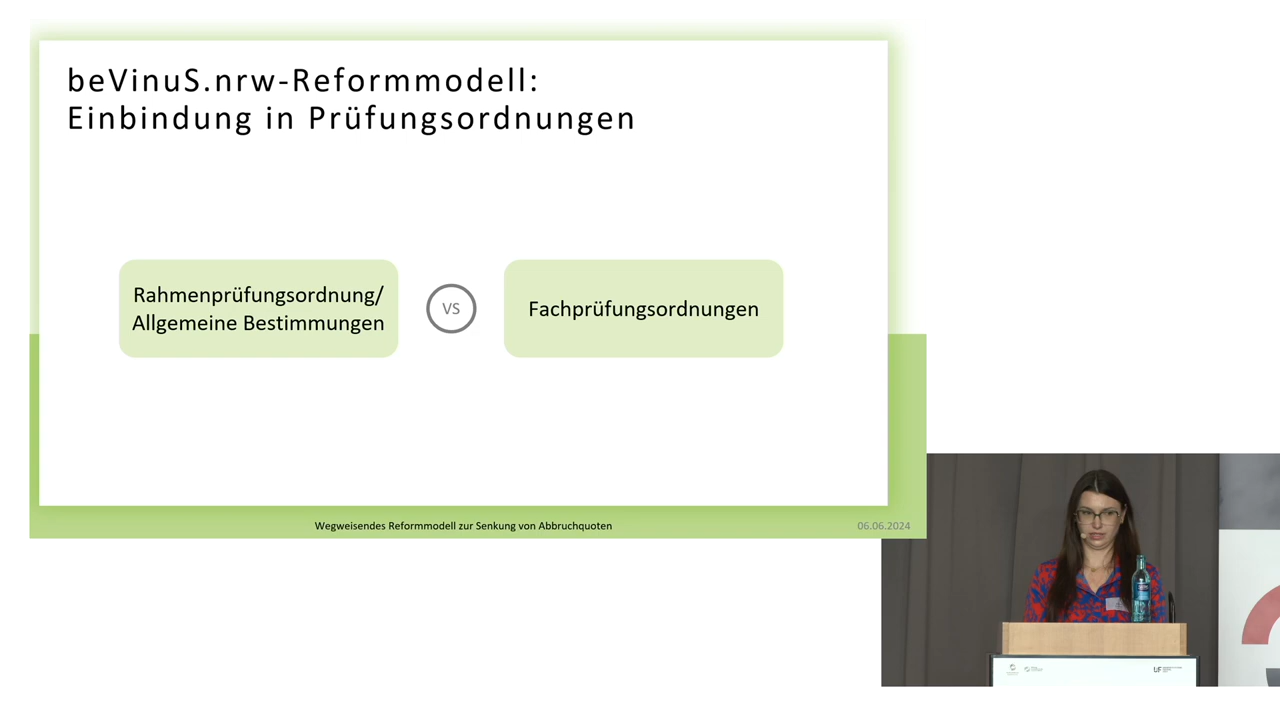 beVinuS.nrw-Reformmodell:
Einbindung in Prüfungsordnungen
Rahmenprüfungsordnung/
Allgemeine Bestimmungen
VS
Fachprüfungsordnungen
Wegweisendes Reformmodell zur Senkung von Abbruchquoten
06.06.2024